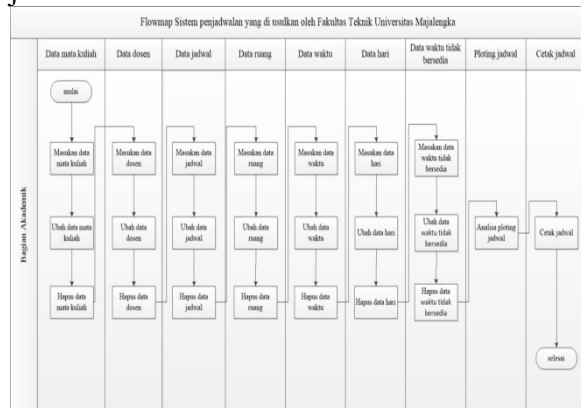 j
Flowmap Sistem penjadwalan yang di usulkan oleh Fakultas Teknik Universitas Majalengka
Data mata kuliah
Data dosen
Data jadwal
Data ruang
Data waktu
Data hari
Data waktu tidak
bersedia
Ploting jadwal
Cetak jadwal
Bagian Akademik
mulai
Masukan data
mata kuliah
Ubah data mata
kuliah
Hapus data
mata kuliah
Masukan data
dosen
Ubah data
dosen
Hapus data
dosen
Masukan data
jadwal
Ubah data
jadwal
Hapus data
jadwal
Masukan data
ruang
Ubah data
ruang
Hapus data
ruang
Masukan data
waktu
Ubah data
waktu
Hapus data
waktu
Masukan data
hari
Ubah data hari
Hapus data hari
Masukan data
waktu tidak
bersedia
Ubah data
waktu tidak
bersedia
Hapus data
waktu tidak
bersedia
Analisa ploting
jadwal
Cetak jadwal
selesai